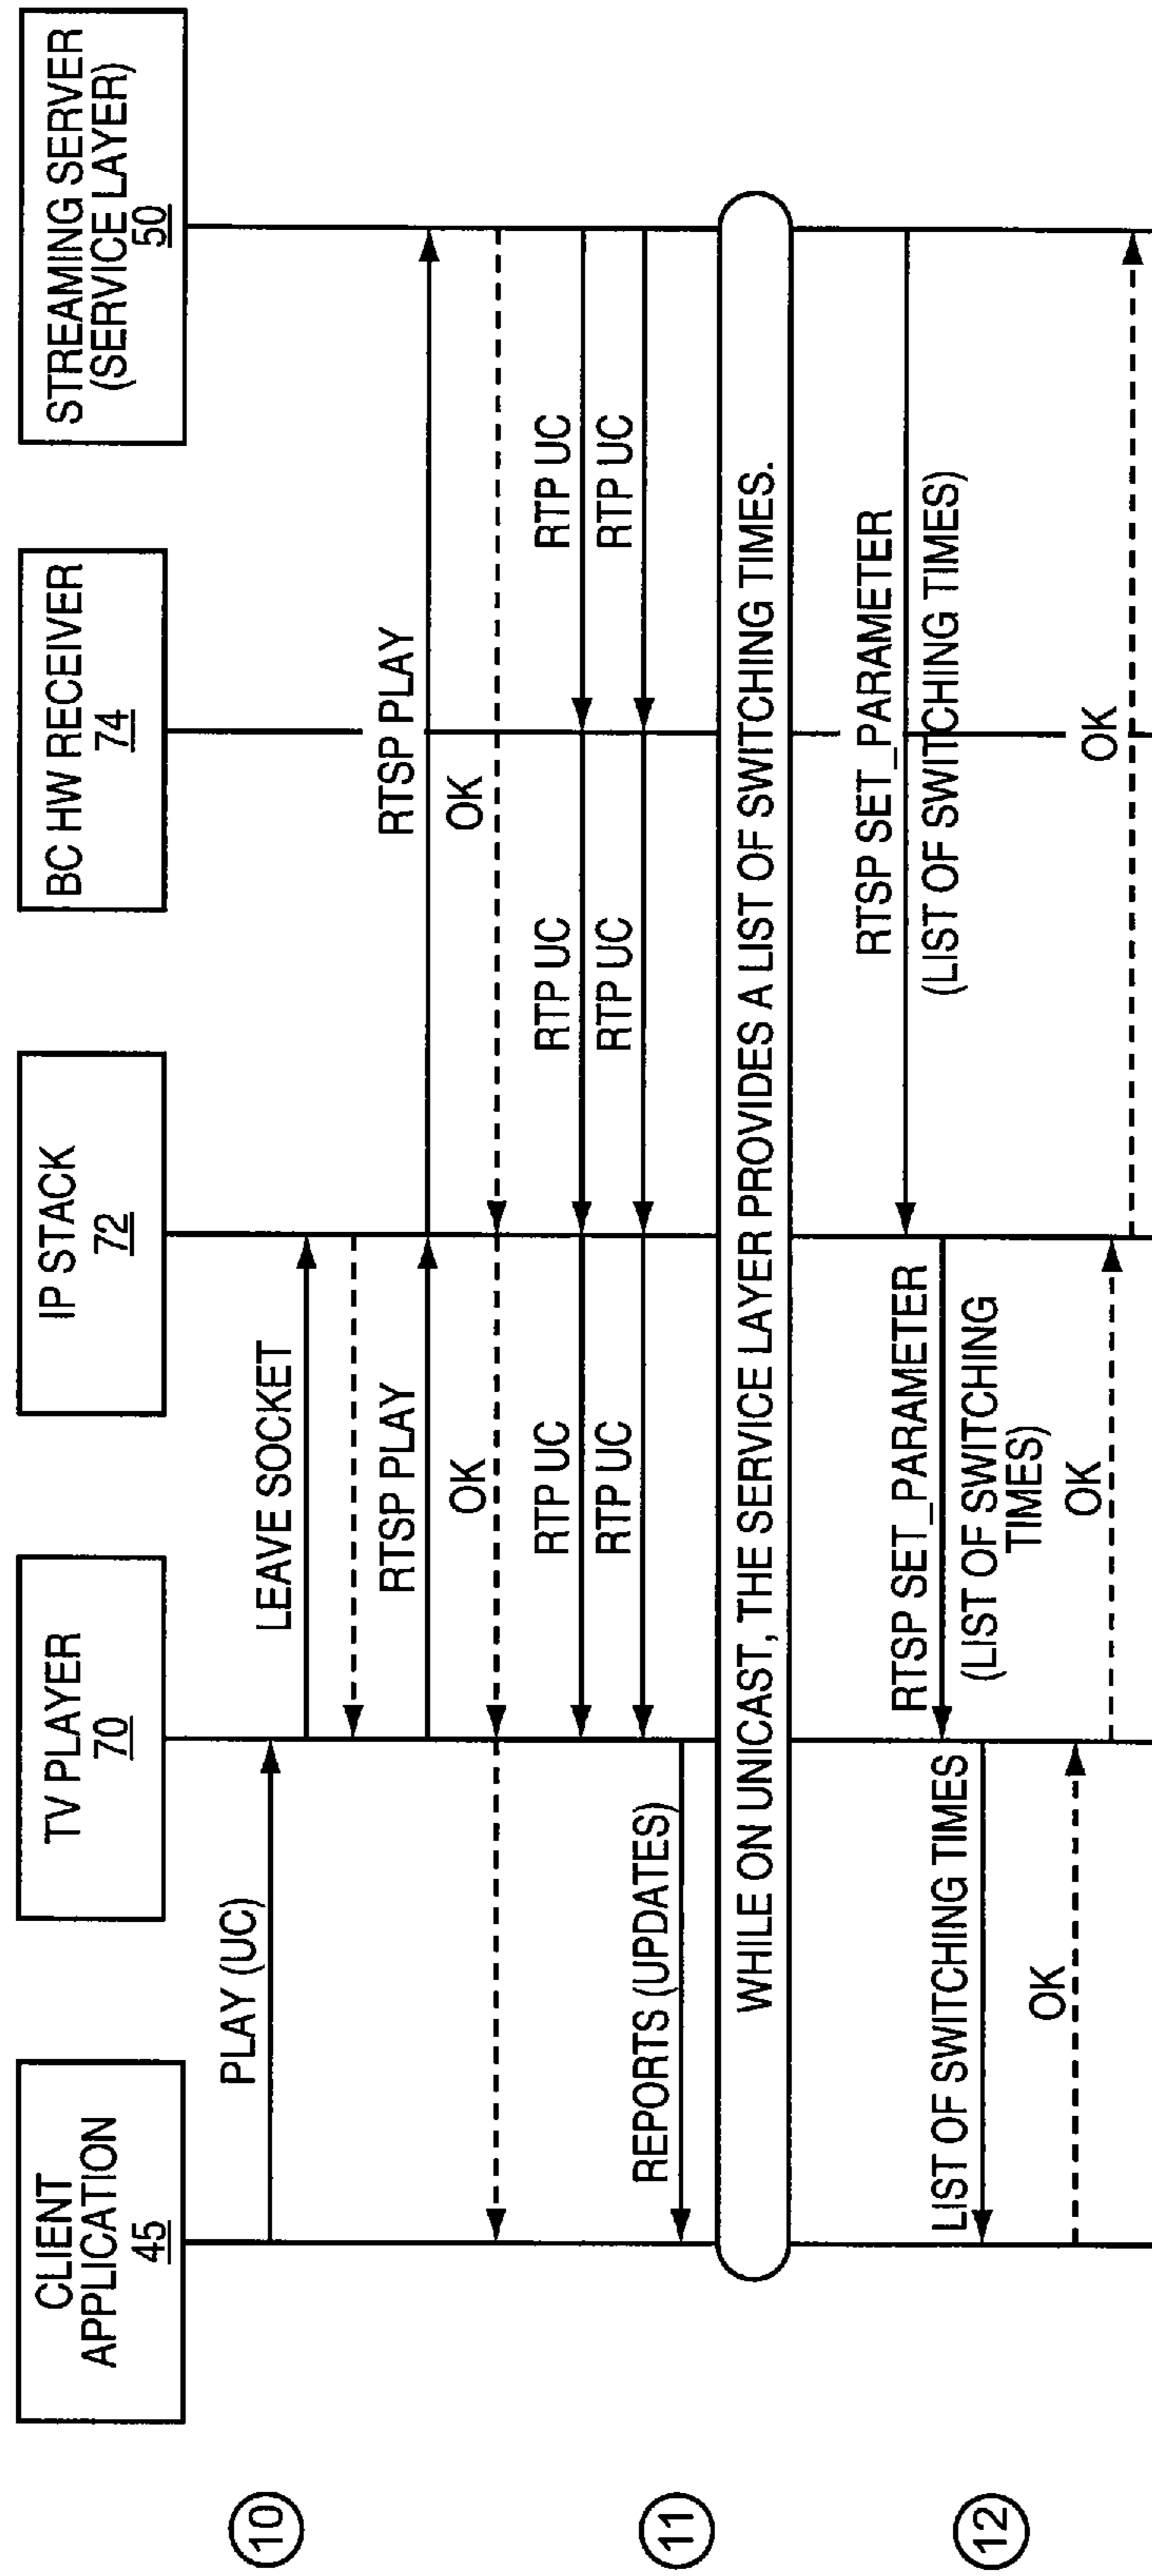 CLIENT
APPLICATION
45
TV PLAYER
70
IP STACK
72
BC HW RECEIVER
74
STREAMING SERVER
(SERVICE LAYER)
50
10
PLAY (UC)
LEAVE SOCKET
RTSP PLAY
RTSP PLAY
OK
OK
RTP UC
RTP UC
RTP UC
RTP UC
RTP UC
RTP UC
11
REPORTS (UPDATES)
WHILE ON UNICAST, THE SERVICE LAYER PROVIDES A LIST OF SWITCHING TIMES.
12
RTSP SET_PARAMETER
(LIST OF SWITCHING TIMES)
RTSP SET_PARAMETER
(LIST OF SWITCHING
TIMES)
LIST OF SWITCHING TIMES
OK
OK
OK